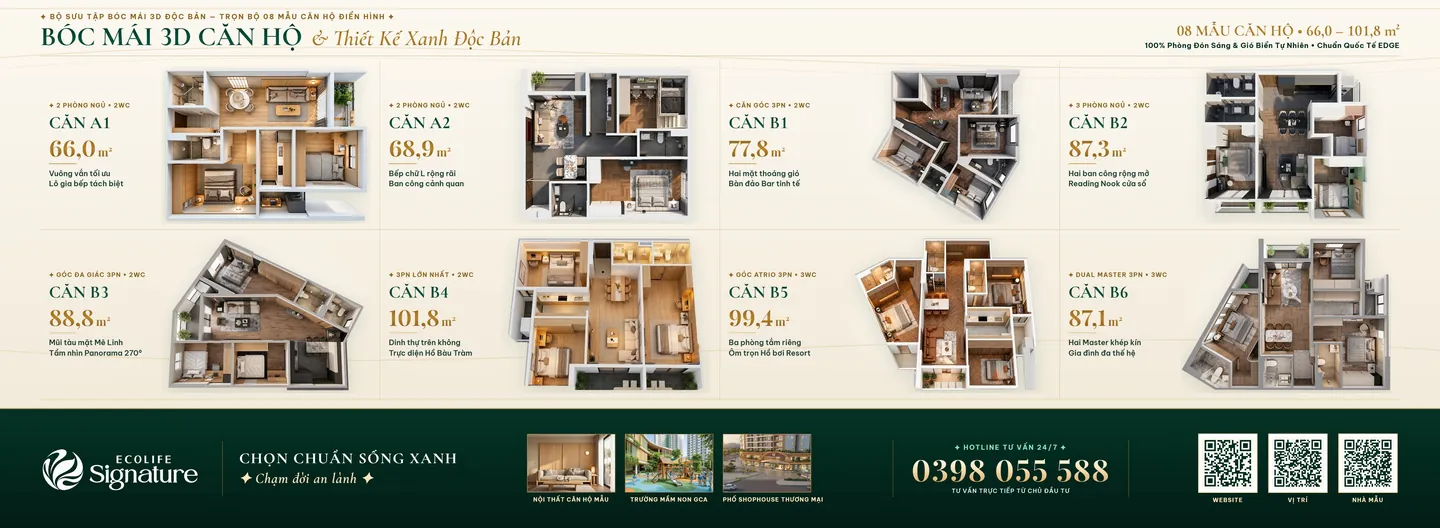 ✦ BỘ SƯU TẬP BÓC MÁI 3D ĐỘC BẢN – TRỌN BỘ 08 MẪU CĂN HỘ ĐIỂN HÌNH ✦
BÓC MÁI 3D CĂN HỘ & Thiết Kế Xanh Độc Bản
08 MẪU CĂN HỘ • 66,0 – 101,8 m²
100% Phòng Đón Sáng & Gió Biển Tự Nhiên • Chuẩn Quốc Tế EDGE
✦ 2 PHÒNG NGỦ • 2WC
CĂN A1
66,0 m²
Vuông vắn tối ưu
Lô gia bếp tách biệt
✦ 2 PHÒNG NGỦ • 2WC
CĂN A2
68,9 m²
Bếp chữ L rộng rãi
Ban công cảnh quan
✦ CĂN GÓC 3PN • 2WC
CĂN B1
77,8 m²
Hai mặt thoáng gió
Bàn đảo Bar tinh tế
✦ 3 PHÒNG NGỦ • 2WC
CĂN B2
87,3 m²
Hai ban công rộng mở
Reading Nook cửa sổ
✦ GÓC ĐA GIÁC 3PN • 2WC
CĂN B3
88,8 m²
Mũi tàu mặt Mê Linh
Tầm nhìn Panorama 270°
✦ 3PN LỚN NHẤT • 2WC
CĂN B4
101,8 m²
Dinh thự trên không
Trực diện Hồ Bàu Tràm
✦ GÓC ATRIO 3PN • 3WC
CĂN B5
99,4 m²
Ba phòng tắm riêng
Ôm trọn Hồ bơi Resort
✦ DUAL MASTER 3PN • 3WC
CĂN B6
87,1 m²
Hai Master khép kín
Gia đình đa thế hệ
ECOLIFE
Signature
CHỌN CHUẨN SỐNG XANH
✦ Chạm đời an lành ✦
NỘI THẤT CĂN HỘ MẪU
TRƯỜNG MẦM NON GCA
PHỐ SHOPHOUSE THƯƠNG MẠI
✦ HOTLINE TƯ VẤN 24/7 ✦
0398 055 588
TƯ VẤN TRỰC TIẾP TỪ CHỦ ĐẦU TƯ
WEBSITE
VỊ TRÍ
NHÀ MẪU